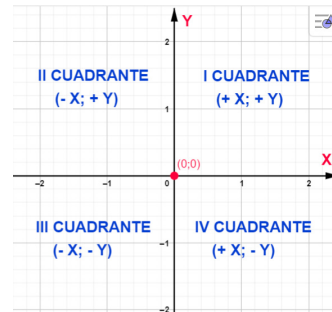 Y
2
II CUADRANTE
(- X; + Y)
I CUADRANTE
(+ X; + Y)
1
(0;0)
X
-2
-1
0
1
2
III CUADRANTE
(- X; - Y)
IV CUADRANTE
(+ X; - Y)
-1
-2